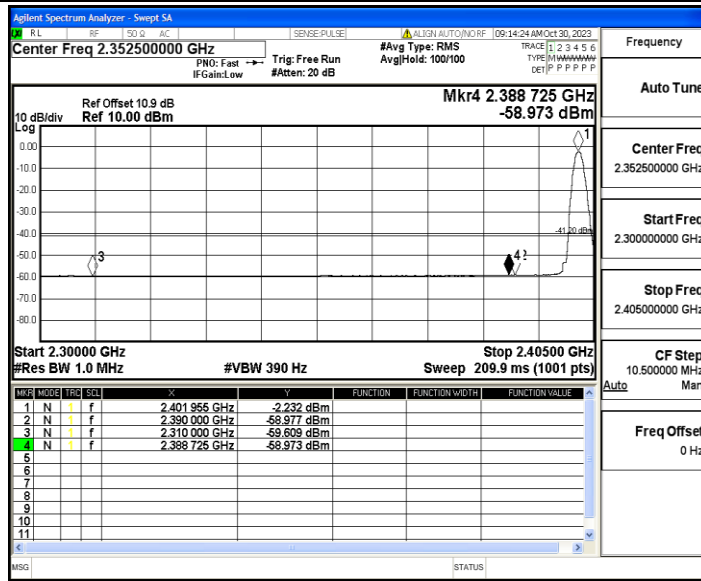 Agilent Spectrum Analyzer - Swept SA
RL RF 50 Ω AC SENSE:PULSE ALIGN AUTO/NO RF 09:14:24 AM Oct 30, 2023
Center Freq 2.352500000 GHz
PNO: Fast
IFGain:Low
Trig: Free Run
#Atten: 20 dB
#Avg Type: RMS
Avg|Hold: 100/100
TRACE 1 2 3 4 5 6
TYPE M WWWWW
DET P P P P P P
Ref Offset 10.9 dB
10 dB/div Ref 10.00 dBm
Log
Mkr4 2.388 725 GHz
-58.973 dBm
0.00
-10.0
-20.0
-30.0
-40.0
-50.0
-60.0
-70.0
-80.0
1
-41.20 dBm
3
4
2
Start 2.30000 GHz Stop 2.40500 GHz
#Res BW 1.0 MHz #VBW 390 Hz Sweep 209.9 ms (1001 pts)
MKR MODE TRC SCL X Y FUNCTION FUNCTION WIDTH FUNCTION VALUE
1 N 1 f 2.401 955 GHz -2.232 dBm
2 N 1 f 2.390 000 GHz -58.977 dBm
3 N 1 f 2.310 000 GHz -59.609 dBm
4 N 1 f 2.388 725 GHz -58.973 dBm
5
6
7
8
9
10
11
MSG STATUS
Frequency
Auto Tune
Center Freq
2.352500000 GHz
Start Freq
2.300000000 GHz
Stop Freq
2.405000000 GHz
CF Step
10.500000 MHz
Auto Man
Freq Offset
0 Hz